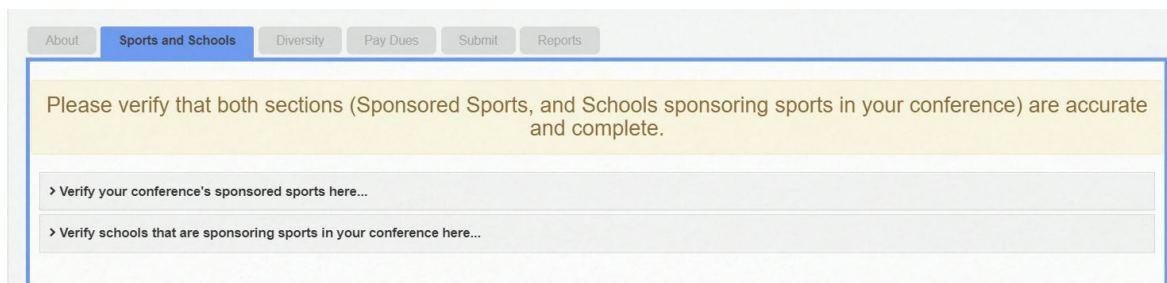 About Sports and Schools Diversity Pay Dues Submit Reports
Please verify that both sections (Sponsored Sports, and Schools sponsoring sports in your conference) are accurate
and complete.
> Verify your conference's sponsored sports here...
> Verify schools that are sponsoring sports in your conference here...